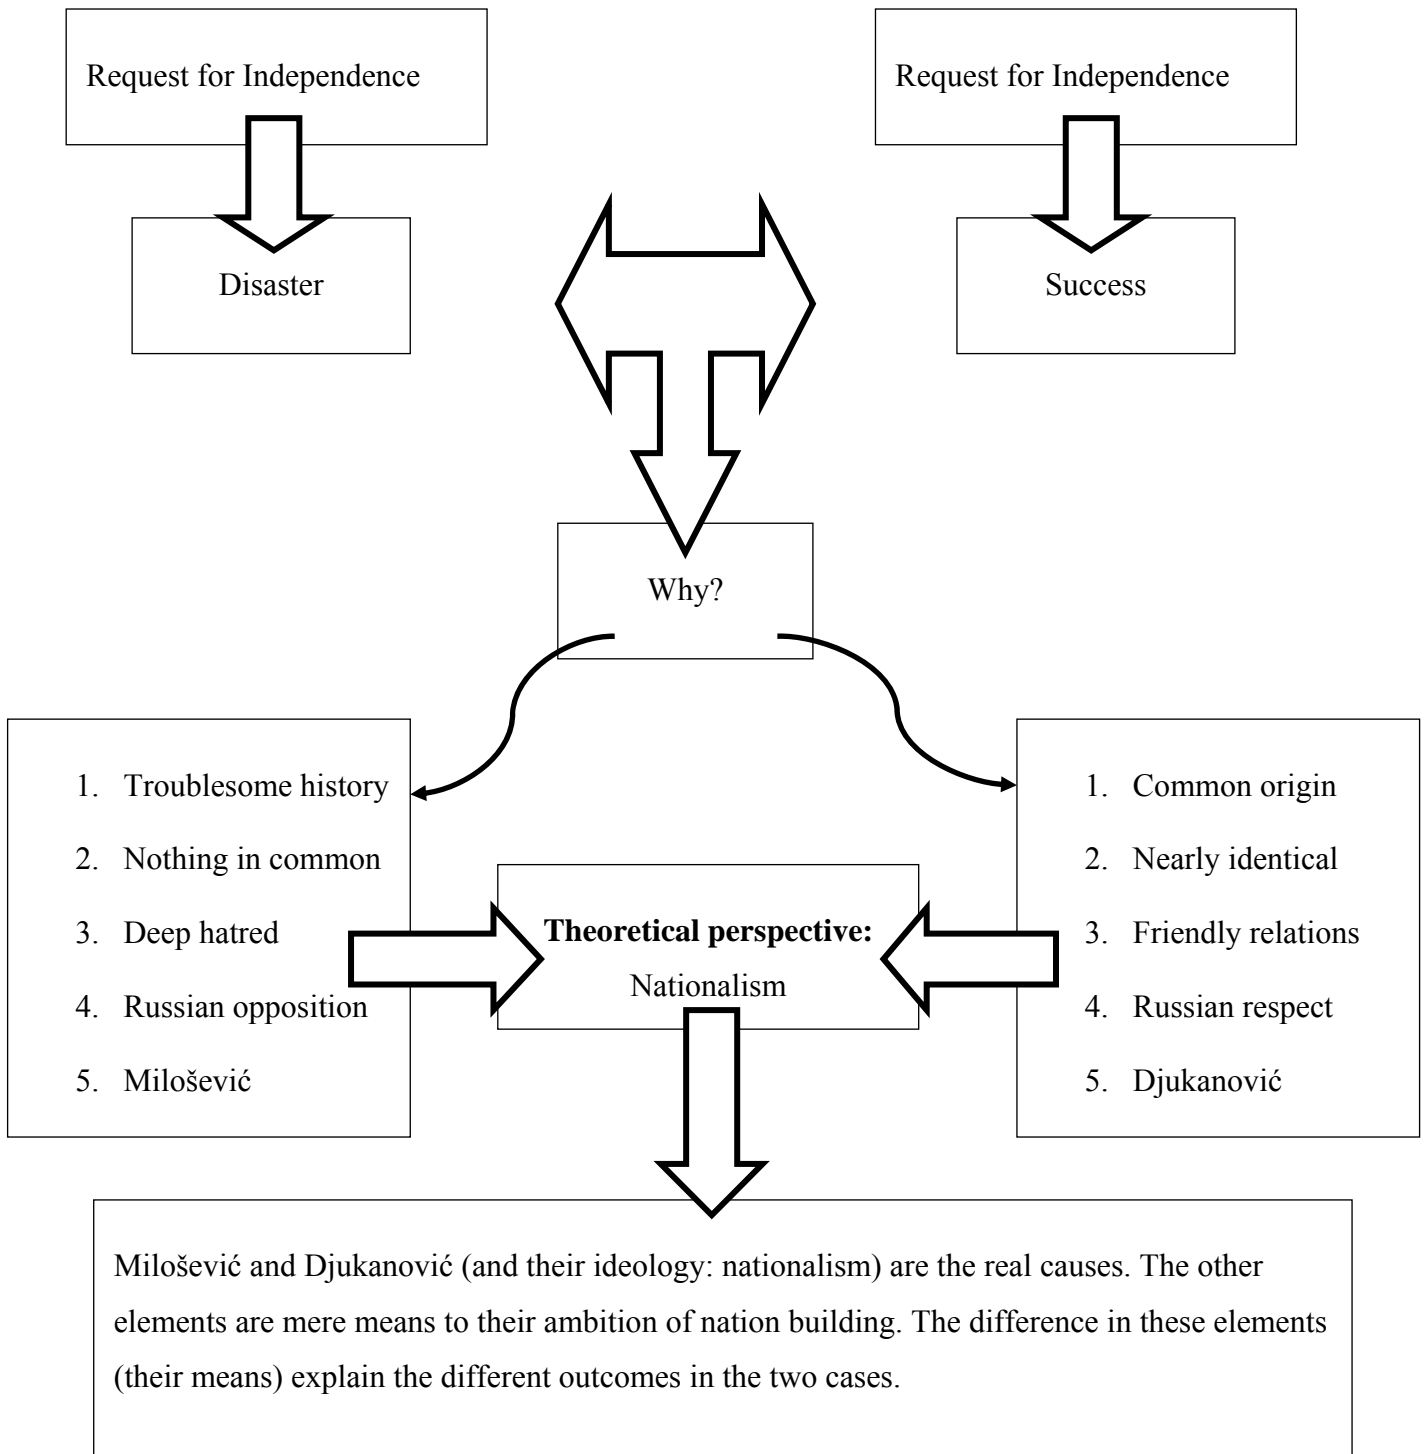 Request for Independence
Request for Independence
Disaster
Success
Why?
1. Troublesome history
2. Nothing in common
3. Deep hatred
4. Russian opposition
5. Milošević
Theoretical perspective:
Nationalism
1. Common origin
2. Nearly identical
3. Friendly relations
4. Russian respect
5. Djukanović
Milošević and Djukanović (and their ideology: nationalism) are the real causes. The other
elements are mere means to their ambition of nation building. The difference in these elements
(their means) explain the different outcomes in the two cases.